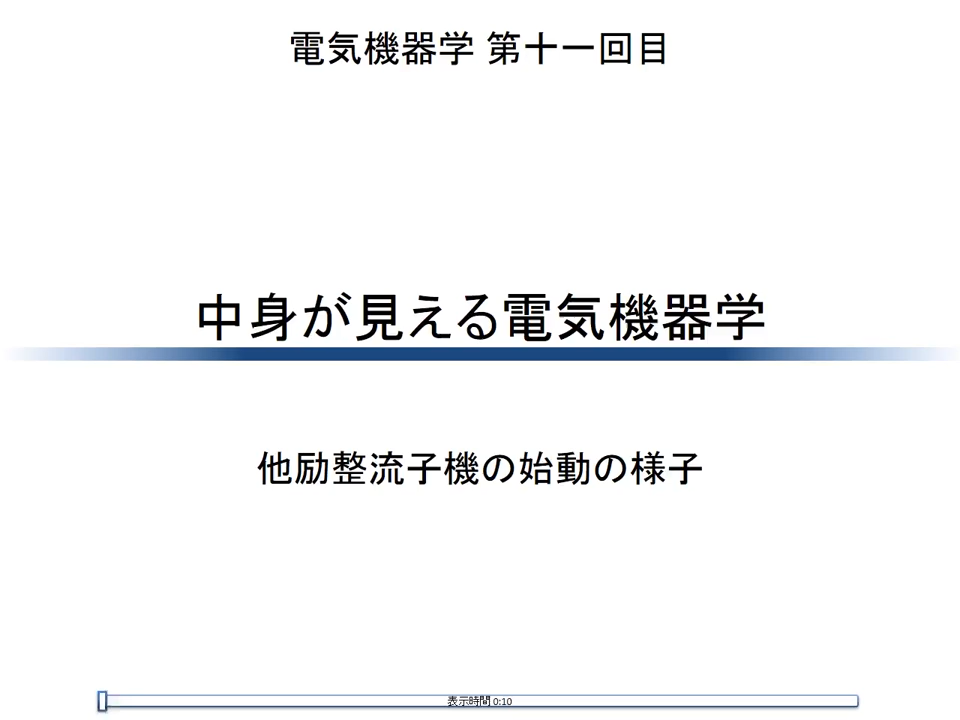 電気機器学 第十一回目
中身が見える電気機器学
他励整流子機の始動の様子
表示時間 0:10